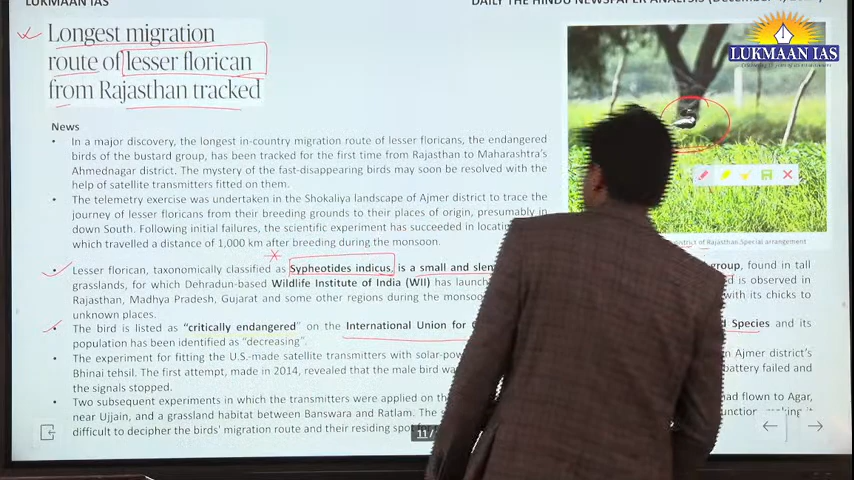 LUKMAAN IAS
DAILY THE HINDU NEWSPAPER ANALYSIS (DECEMBER
LUKMAAN IAS
Longest migration
route of lesser florican
from Rajasthan tracked
News
• In a major discovery, the longest in-country migration route of lesser floricans, the endangered
birds of the bustard group, has been tracked for the first time from Rajasthan to Maharashtra's
Ahmednagar district. The mystery of the fast-disappearing birds may soon be resolved with the
help of satellite transmitters fitted on them.
• The telemetry exercise was undertaken in the Shokaliya landscape of Ajmer district to trace the
journey of lesser floricans from their breeding grounds to their places of origin, presumably in
down South. Following initial failures, the scientific experiment has succeeded in
which travelled a distance of 1,000 km after breeding during the monsoon.
district of Rajasthan. Special arrangement
• Lesser florican, taxonomically classified as Sypheotides indicus, is a small and group, found in tall
grasslands, for which Dehradun-based Wildlife Institute of India (WII) has is observed in
Rajasthan, Madhya Pradesh, Gujarat and some other regions during the with its chicks to
unknown places.
• The bird is listed as "critically endangered" on the International Union for Species and its
population has been identified as "decreasing".
• The experiment for fitting the U.S.-made satellite transmitters with Ajmer district's
Bhinai tehsil. The first attempt, made in 2014, revealed that the male bird battery failed and
the signals stopped.
• Two subsequent experiments in which the transmitters were applied on had flown to Agar,
near Ujjain, and a grassland habitat between Banswara and Ratlam. The
difficult to decipher the birds' migration route and their residing
11/